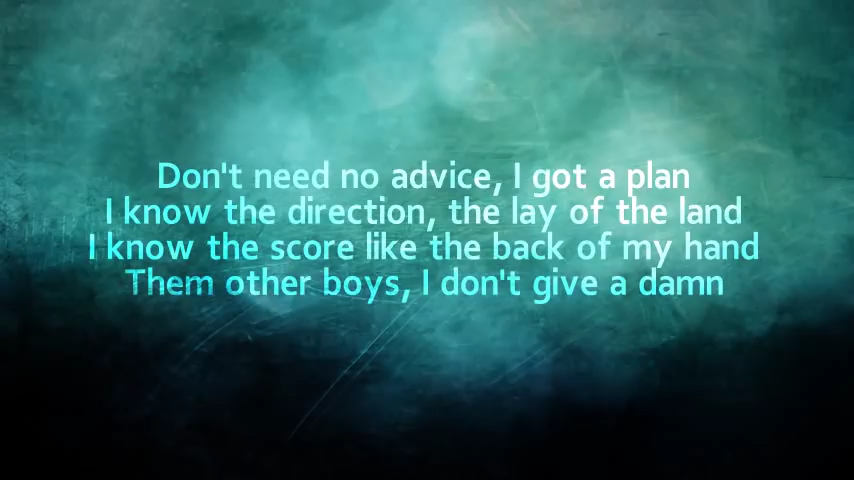 Don't need no advice, I got a plan
I know the direction, the lay of the land
I know the score like the back of my hand
Them other boys, I don't give a damn